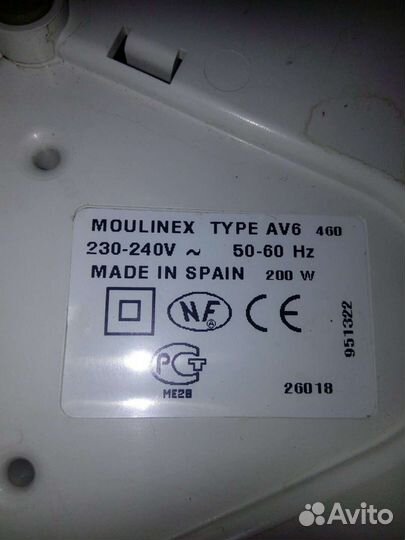 MOULINEX TYPE AV6 460
230-240V ~ 50-60 Hz
MADE IN SPAIN 200 W
NF
A
CE
951322
РСТ
ME28
26018
Avito